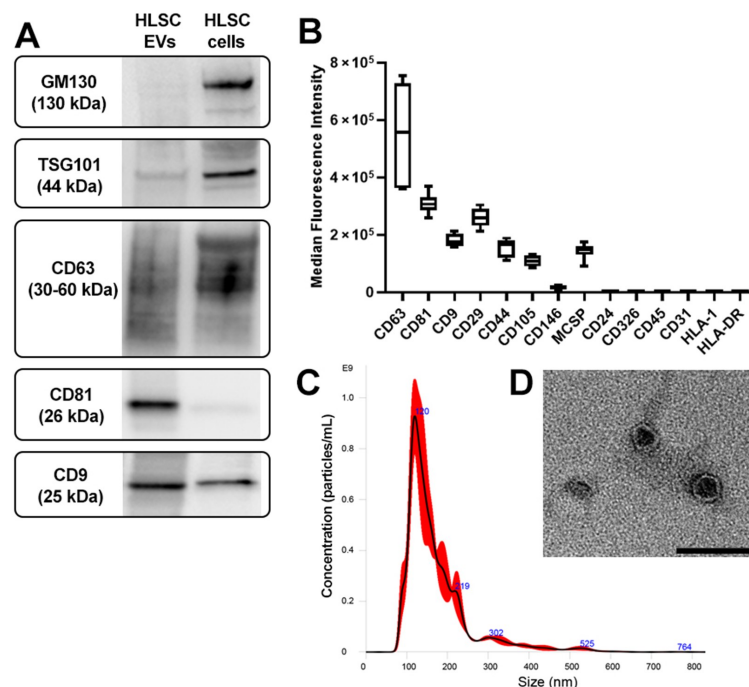 A
HLSC
EVs
HLSC
cells
GM130
(130 kDa)
TSG101
(44 kDa)
CD63
(30-60 kDa)
CD81
(26 kDa)
CD9
(25 kDa)
B
Median Fluorescence Intensity
8×10⁵
6×10⁵
4×10⁵
2×10⁵
0
CD63
CD81
CD9
CD29
CD44
CD105
CD146
MCSP
CD24
CD326
CD45
CD31
HLA-1
HLA-DR
C
E9
Concentration (particles/mL)
1.0
0.8
0.6
0.4
0.2
0
120
219
302
525
764
0
100
200
300
400
500
600
700
800
Size (nm)
D